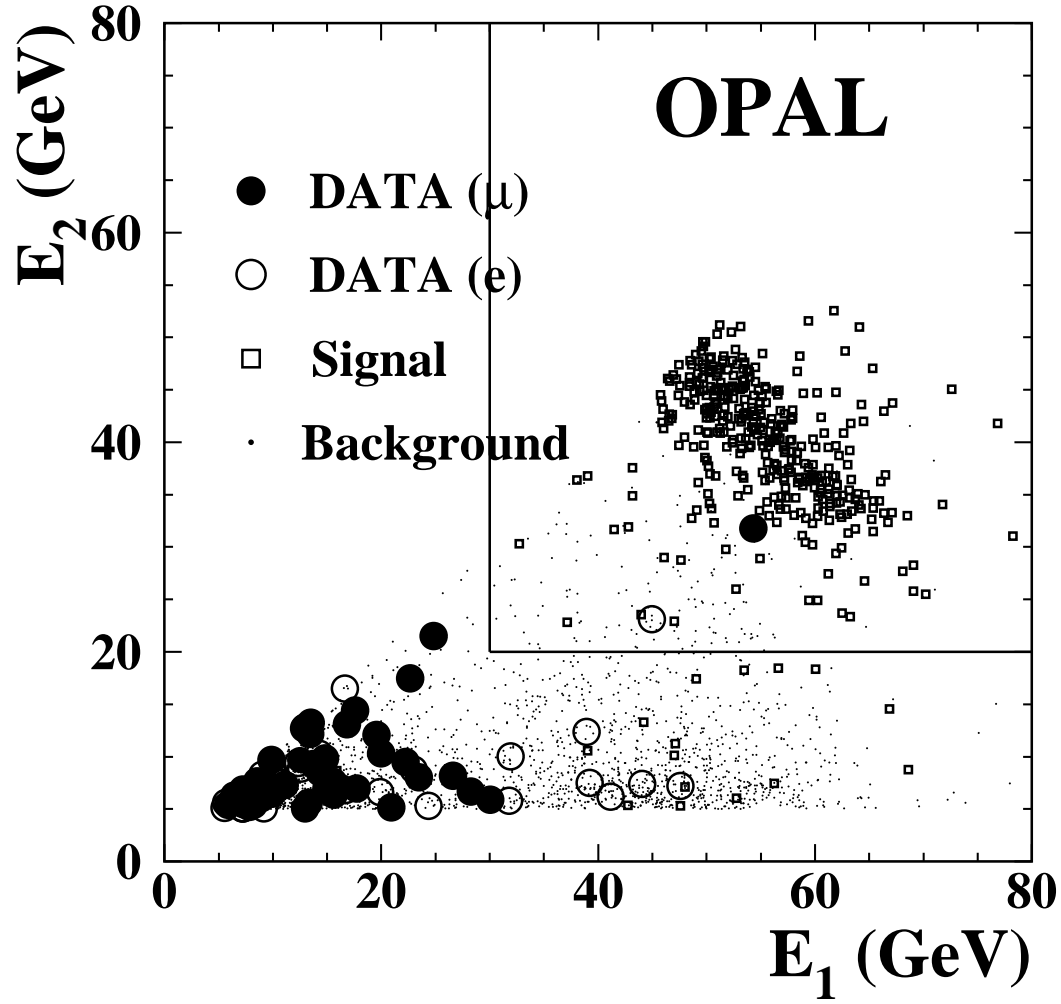 80
E2 (GeV)
OPAL
DATA (μ)
60
DATA (e)
Signal
Background
40
20
0
0 20 40 60 80
E1 (GeV)